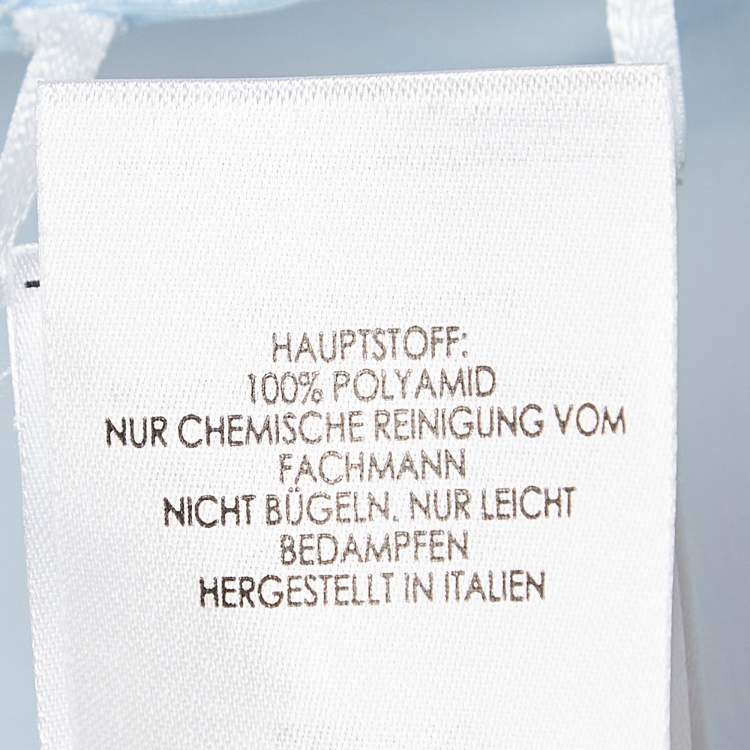 HAUPTSTOFF:
100% POLYAMID
NUR CHEMISCHE REINIGUNG VOM
FACHMANN
NICHT BÜGELN. NUR LEICHT
BEDAMPFEN
HERGESTELLT IN ITALIEN